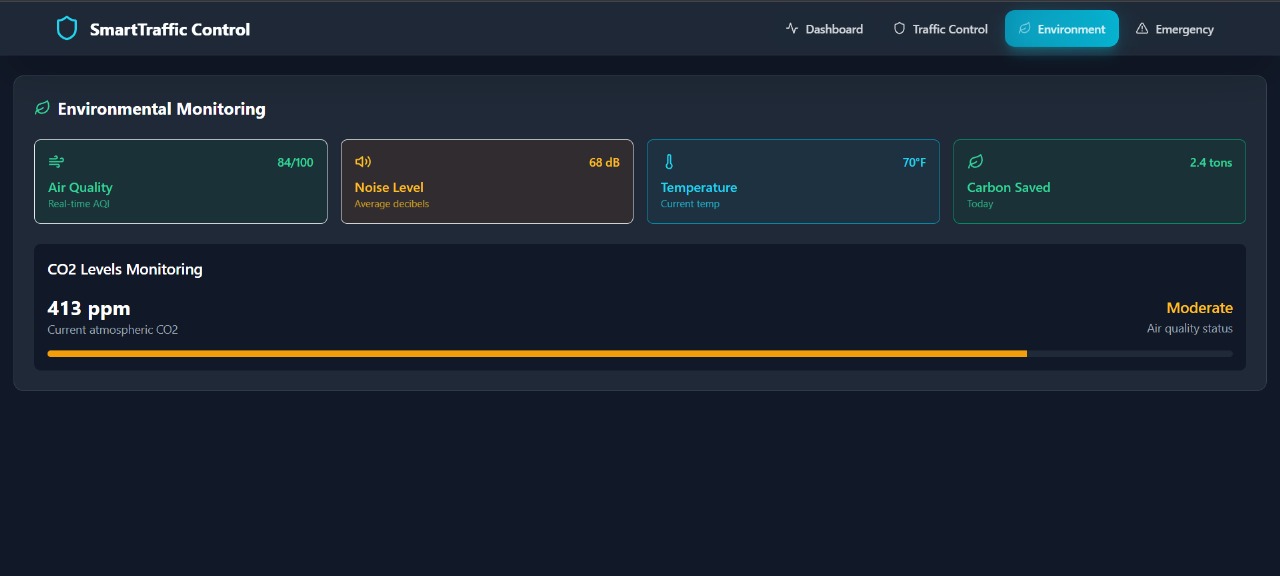 SmartTraffic Control
Dashboard
Traffic Control
Environment
Emergency
Environmental Monitoring
84/100
Air Quality
Real-time AQI
68 dB
Noise Level
Average decibels
70°F
Temperature
Current temp
2.4 tons
Carbon Saved
Today
CO2 Levels Monitoring
413 ppm
Current atmospheric CO2
Moderate
Air quality status